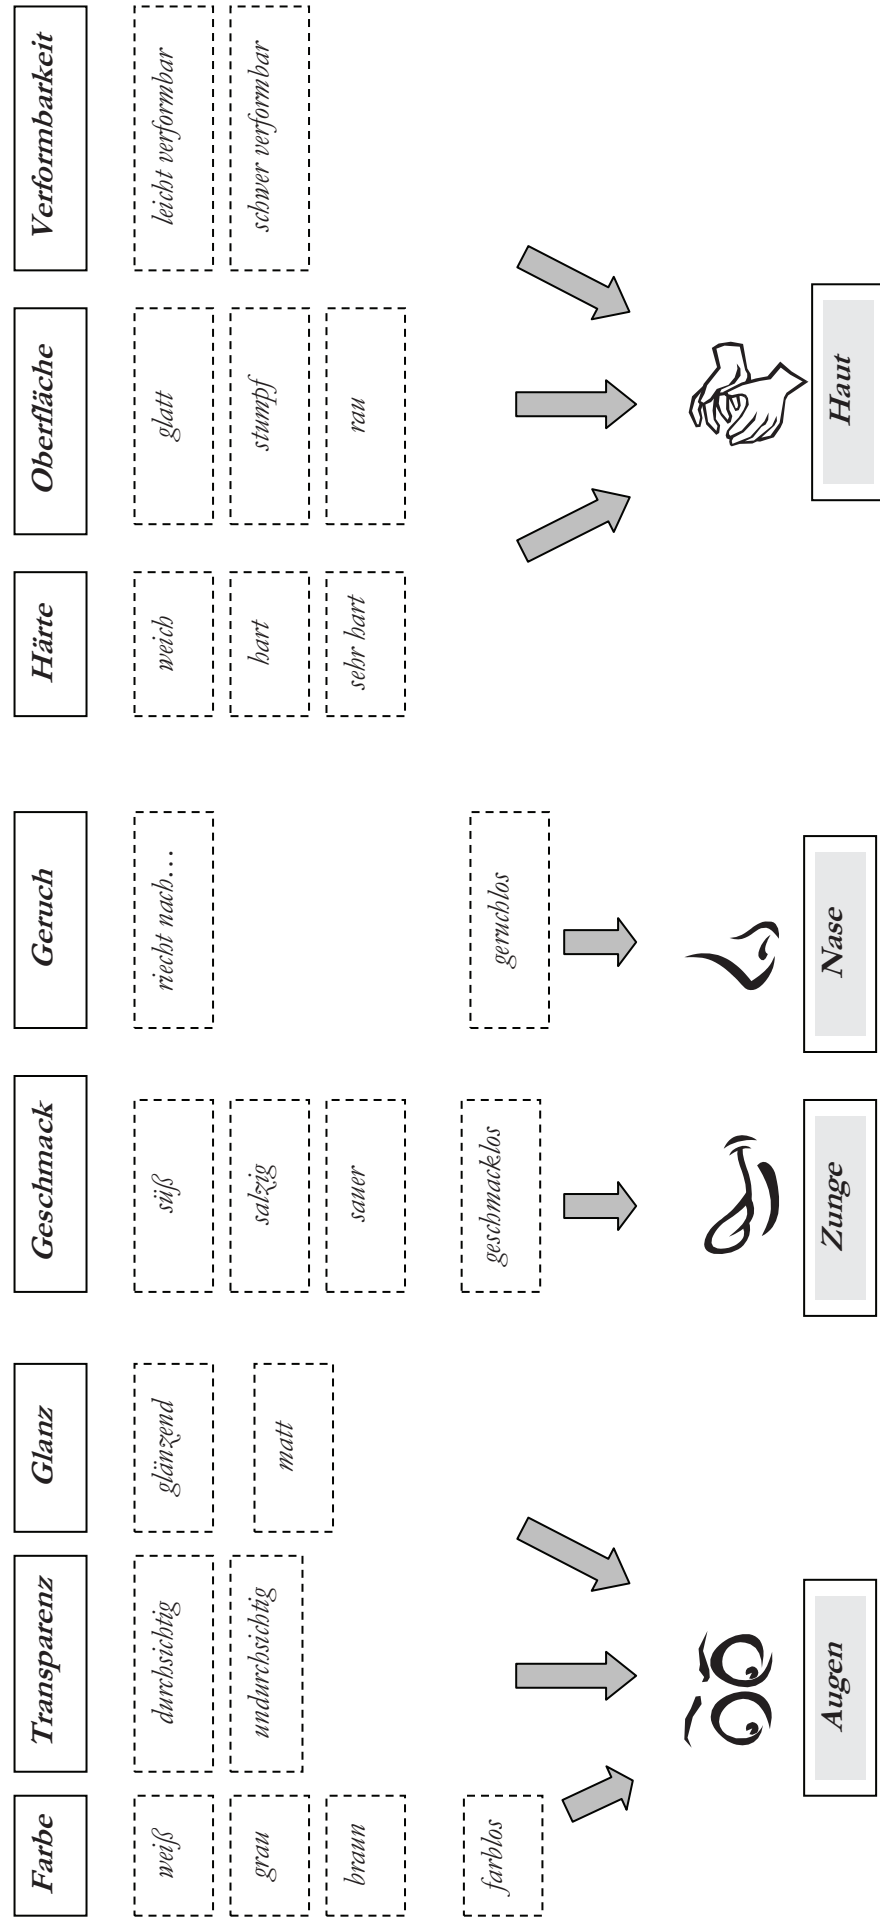 Farbe
weiß
grau
braun
farblos
Transparenz
durchsichtig
undurchsichtig
Glanz
glänzend
matt
Augen
Geschmack
süß
salzig
sauer
geschmacklos
Zunge
Geruch
riecht nach…
geruchlos
Nase
Härte
weich
hart
sehr hart
Oberfläche
glatt
stumpf
rau
Verformbarkeit
leicht verformbar
schwer verformbar
Haut